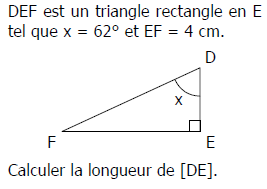 DEF est un triangle rectangle en E
tel que x = 62° et EF = 4 cm.
D
x
F
E
Calculer la longueur de [DE].